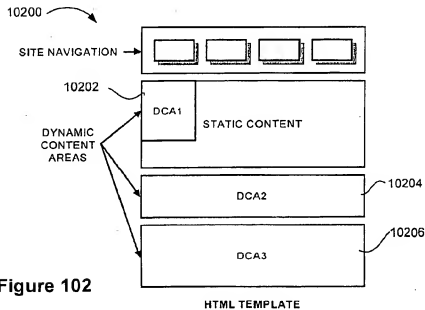 10200
SITE NAVIGATION
10202
DCA1
STATIC CONTENT
DYNAMIC
CONTENT
AREAS
10204
DCA2
10206
DCA3
Figure 102
HTML TEMPLATE